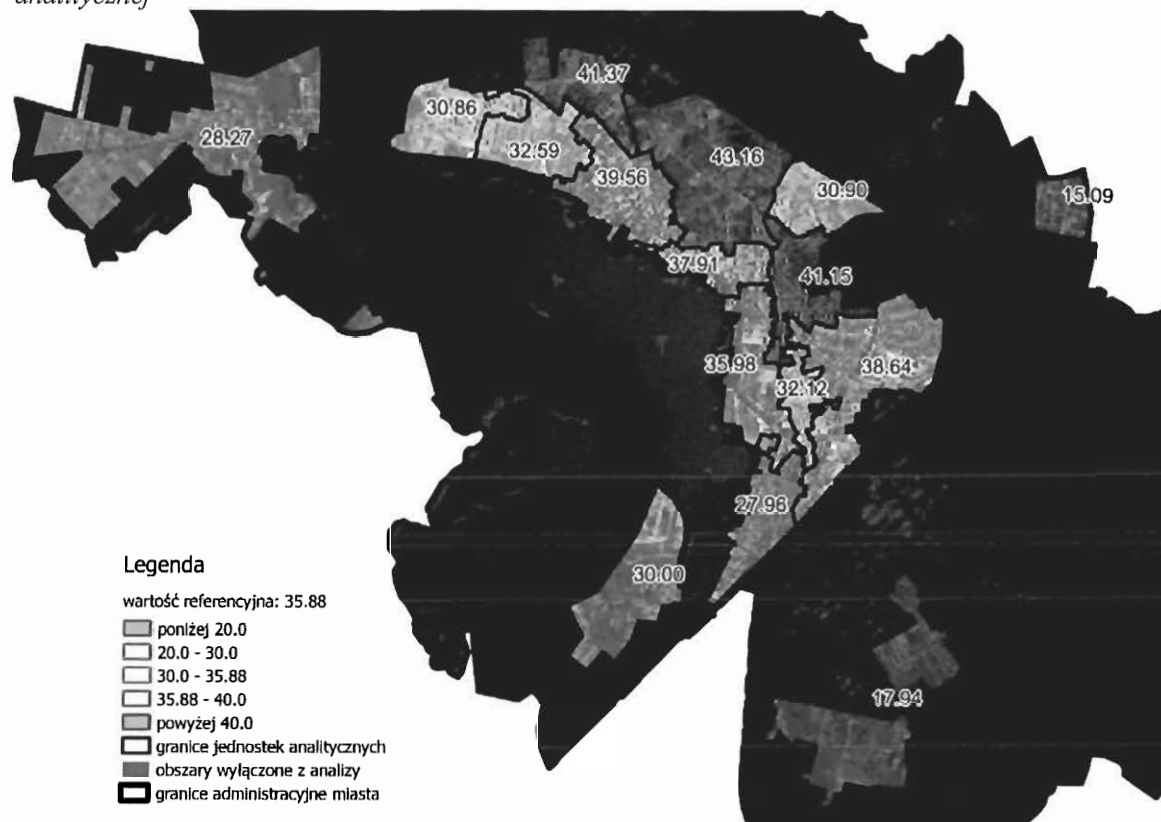 analitycznej
41.37
30.86
28.27
32.59
43.16
39.56
30.90
15.09
37.91
41.15
35.98
38.64
32.12
27.98
30.00
17.94
Legenda
wartość referencyjna: 35.88
poniżej 20.0
20.0 - 30.0
30.0 - 35.88
35.88 - 40.0
powyżej 40.0
granice jednostek analitycznych
obszary wyłączone z analizy
granice administracyjne miasta